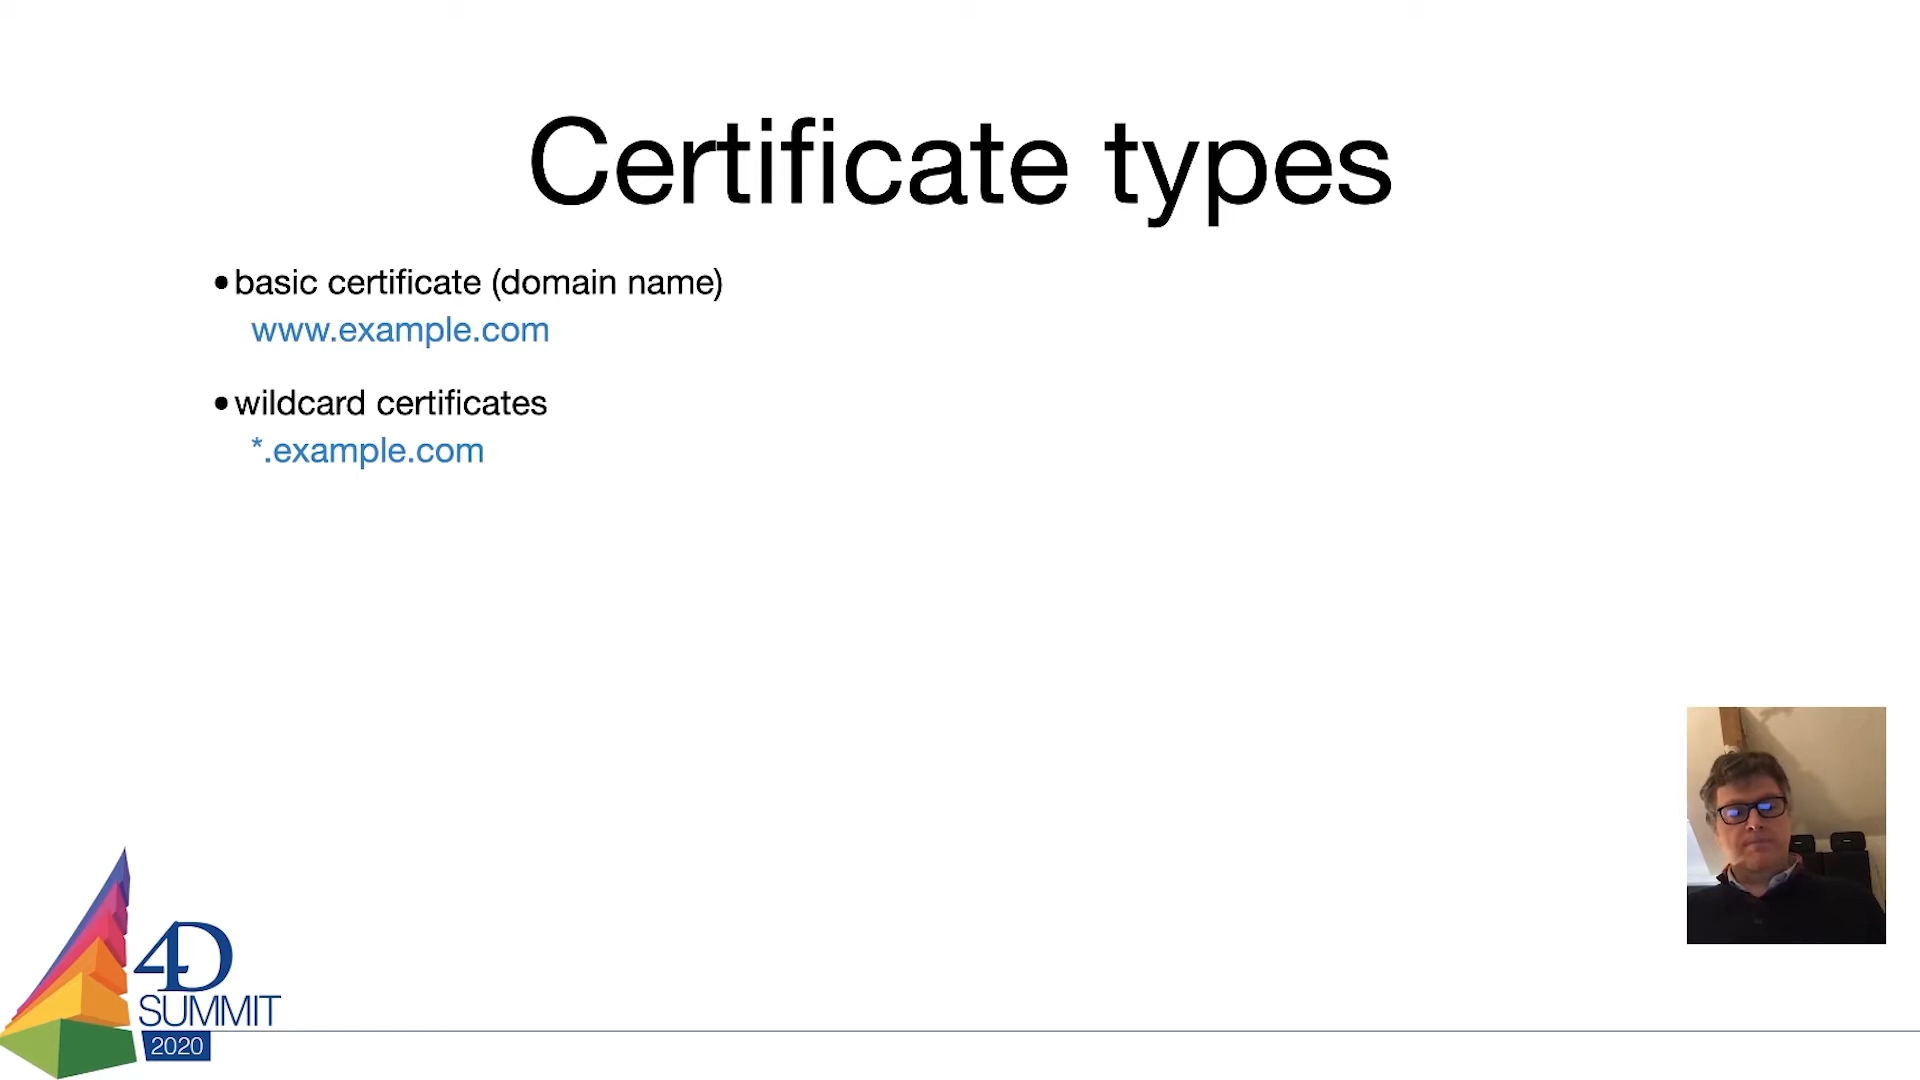 Certificate types
•basic certificate (domain name)
www.example.com
•wildcard certificates
*.example.com
4D
SUMMIT
2020